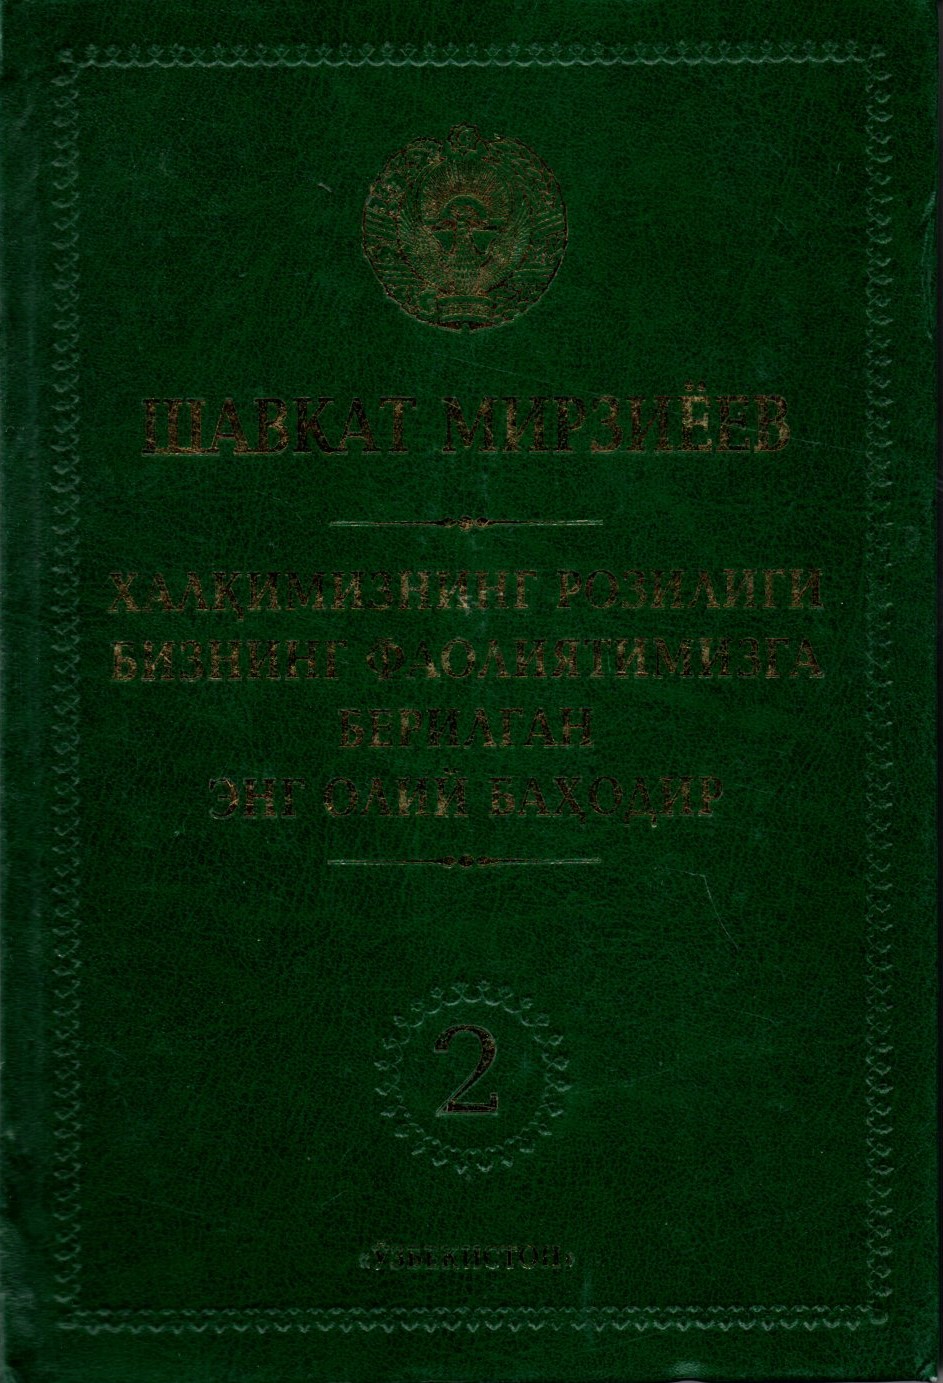 ШАВКАТ МИРЗИЁЕВ
ХАЛҚИМИЗНИНГ РОЗИЛИГИ
БИЗНИНГ ФАОЛИЯТИМИЗГА
БЕРИЛГАН
ЭНГ ОЛИЙ БАҲОДИР
2
«ЎЗБЕКИСТОН»